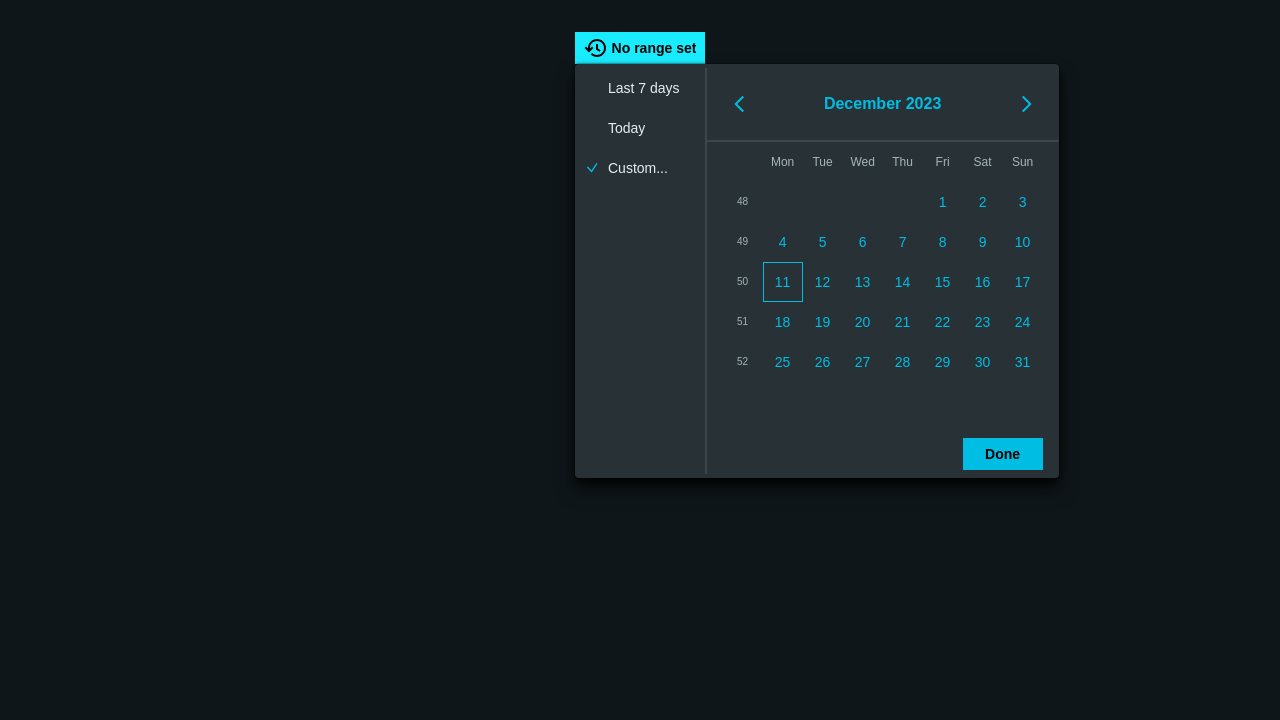 No range set
Last 7 days
Today
Custom...
December 2023
Mon Tue Wed Thu Fri Sat Sun
48 1 2 3
49 4 5 6 7 8 9 10
50 11 12 13 14 15 16 17
51 18 19 20 21 22 23 24
52 25 26 27 28 29 30 31
Done